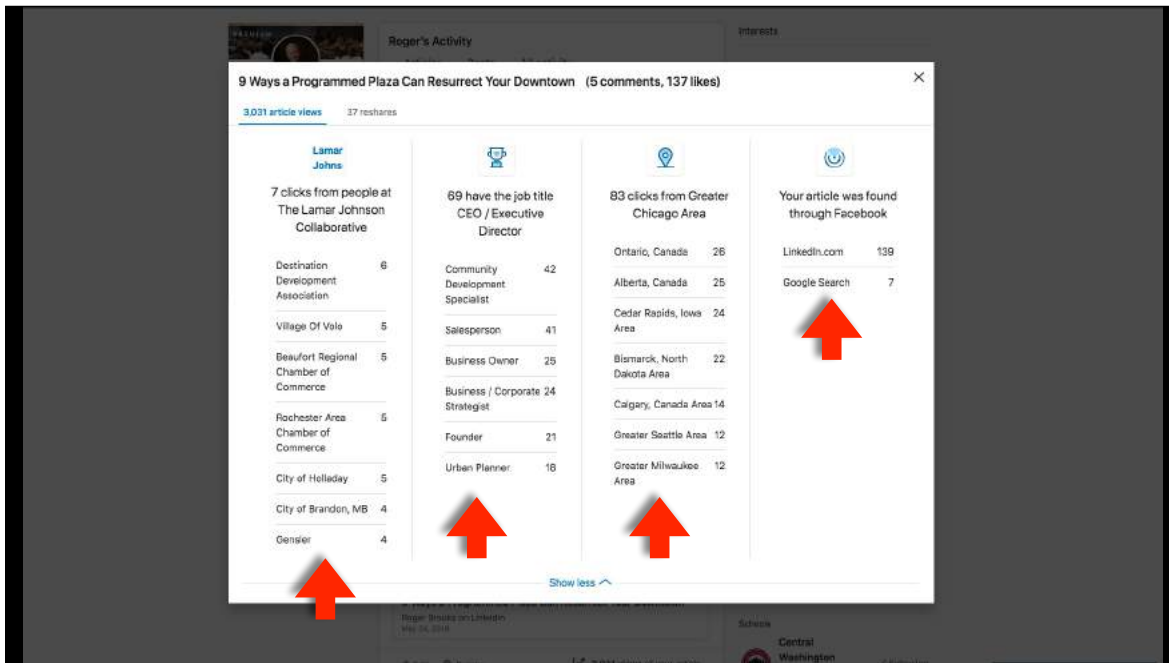 PREMIUM
Interests
Roger's Activity
9 Ways a Programmed Plaza Can Resurrect Your Downtown (5 comments, 137 likes)
3,031 article views 37 reshares
Lamar
Johns
7 clicks from people at
The Lamar Johnson
Collaborative
Destination 6
Development
Association
Village Of Volo 5
Beaufort Regional 5
Chamber of
Commerce
Rochester Area 5
Chamber of
Commerce
City of Holladay 5
City of Brandon, MB 4
Gensler 4
69 have the job title
CEO / Executive
Director
Community 42
Development
Specialist
Salesperson 41
Business Owner 25
Business / Corporate 24
Strategist
Founder 21
Urban Planner 18
83 clicks from Greater
Chicago Area
Ontario, Canada 26
Alberta, Canada 25
Cedar Rapids, Iowa 24
Area
Bismarck, North 22
Dakota Area
Calgary, Canada Area 14
Greater Seattle Area 12
Greater Milwaukee 12
Area
Your article was found
through Facebook
LinkedIn.com 139
Google Search 7
Show less
Roger Brooks on LinkedIn
Central
Washington